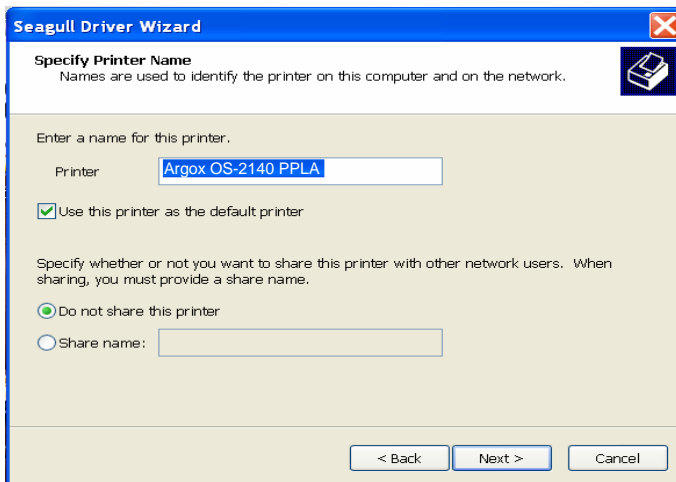 Seagull Driver Wizard
Specify Printer Name
Names are used to identify the printer on this computer and on the network.
Enter a name for this printer.
Printer Argox OS-2140 PPLA
Use this printer as the default printer
Specify whether or not you want to share this printer with other network users. When
sharing, you must provide a share name.
Do not share this printer
Share name:
< Back Next > Cancel